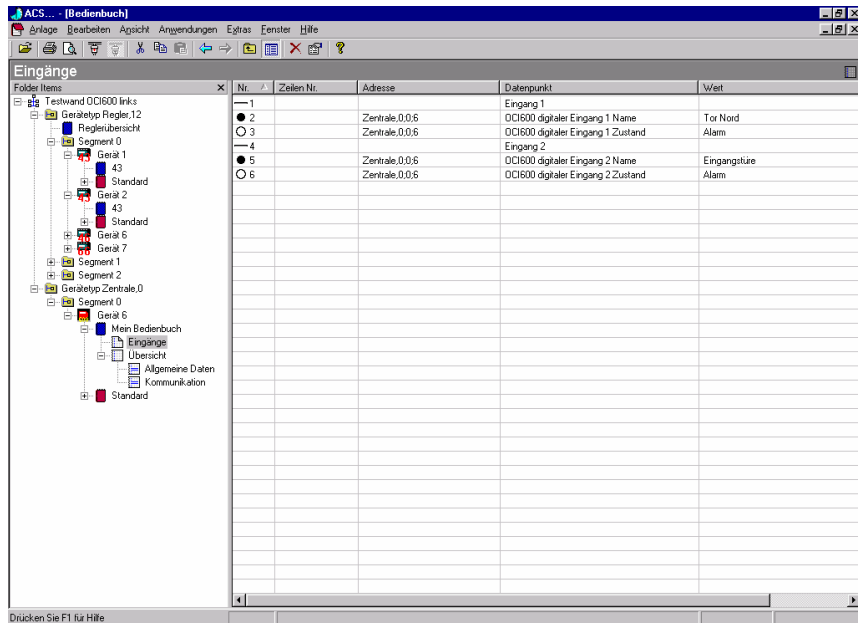 ACS... - [Bedienbuch]
Anlage Bearbeiten Ansicht Anwendungen Extras Fenster Hilfe
Eingänge
Folder Items
Testwand OCI600 links
Gerätetyp Regler,12
Reglerübersicht
Segment 0
Gerät 1
43
Standard
Gerät 2
43
Standard
Gerät 6
Gerät 7
Segment 1
Segment 2
Gerätetyp Zentrale,0
Segment 0
Gerät 6
Mein Bedienbuch
Eingänge
Übersicht
Allgemeine Daten
Kommunikation
Standard
Nr. Zeilen Nr. Adresse Datenpunkt Wert
1 Eingang 1
2 Zentrale,0;0;6 OCI600 digitaler Eingang 1 Name Tor Nord
3 Zentrale,0;0;6 OCI600 digitaler Eingang 1 Zustand Alarm
4 Eingang 2
5 Zentrale,0;0;6 OCI600 digitaler Eingang 2 Name Eingangstüre
6 Zentrale,0;0;6 OCI600 digitaler Eingang 2 Zustand Alarm
Drücken Sie F1 für Hilfe